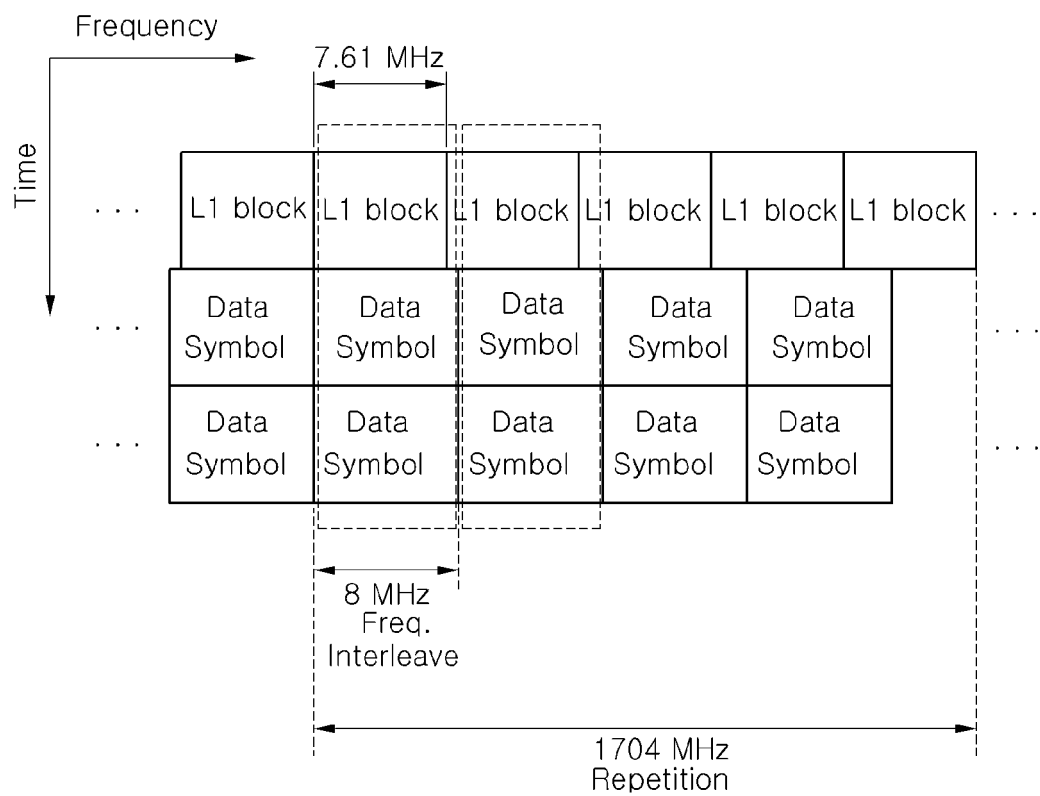 Frequency
7.61 MHz
Time
. . . L1 block L1 block L1 block L1 block L1 block L1 block . . .
. . . Data Data Data Data Data . . .
Symbol Symbol Symbol Symbol Symbol
. . . Data Data Data Data Data . . .
Symbol Symbol Symbol Symbol Symbol
8 MHz
Freq.
Interleave
1704 MHz
Repetition